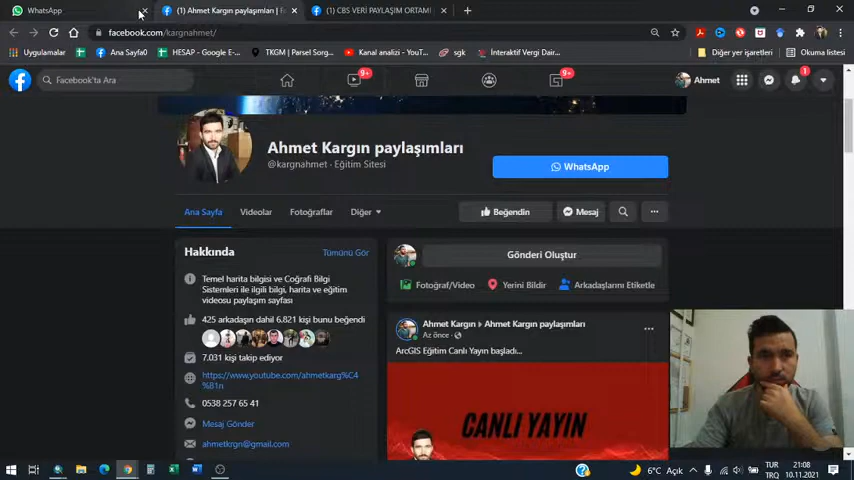 WhatsApp
(1) Ahmet Kargın paylaşımları | Fa
(1) CBS VERİ PAYLAŞIM ORTAMI
facebook.com/kargnahmet/
Uygulamalar
Ana Sayfa0
HESAP - Google E-...
TKGM | Parsel Sorg...
Kanal analizi - YouT...
sgk
İnteraktif Vergi Dair...
Diğer yer işaretleri
Okuma listesi
Facebook'ta Ara
9+
9+
Ahmet
1
Ahmet Kargın paylaşımları
@kargnahmet · Eğitim Sitesi
WhatsApp
Ana Sayfa
Videolar
Fotoğraflar
Diğer
Beğendin
Mesaj
Hakkında
Tümünü Gör
Temel harita bilgisi ve Coğrafi Bilgi
Sistemleri ile ilgili bilgi, harita ve eğitim
videosu paylaşım sayfası
425 arkadaşın dahil 6.821 kişi bunu beğendi
7.031 kişi takip ediyor
https://www.youtube.com/ahmetkarg%C4
%B1n
0538 257 65 41
Mesaj Gönder
ahmetkrgn@gmail.com
Gönderi Oluştur
Fotoğraf/Video
Yerini Bildir
Arkadaşlarını Etiketle
Ahmet Kargın ▸ Ahmet Kargın paylaşımları
Az önce ·
ArcGIS Eğitim Canlı Yayın başladı...
CANLI YAYIN
6°C Açık
TUR
TRQ
21:08
10.11.2021